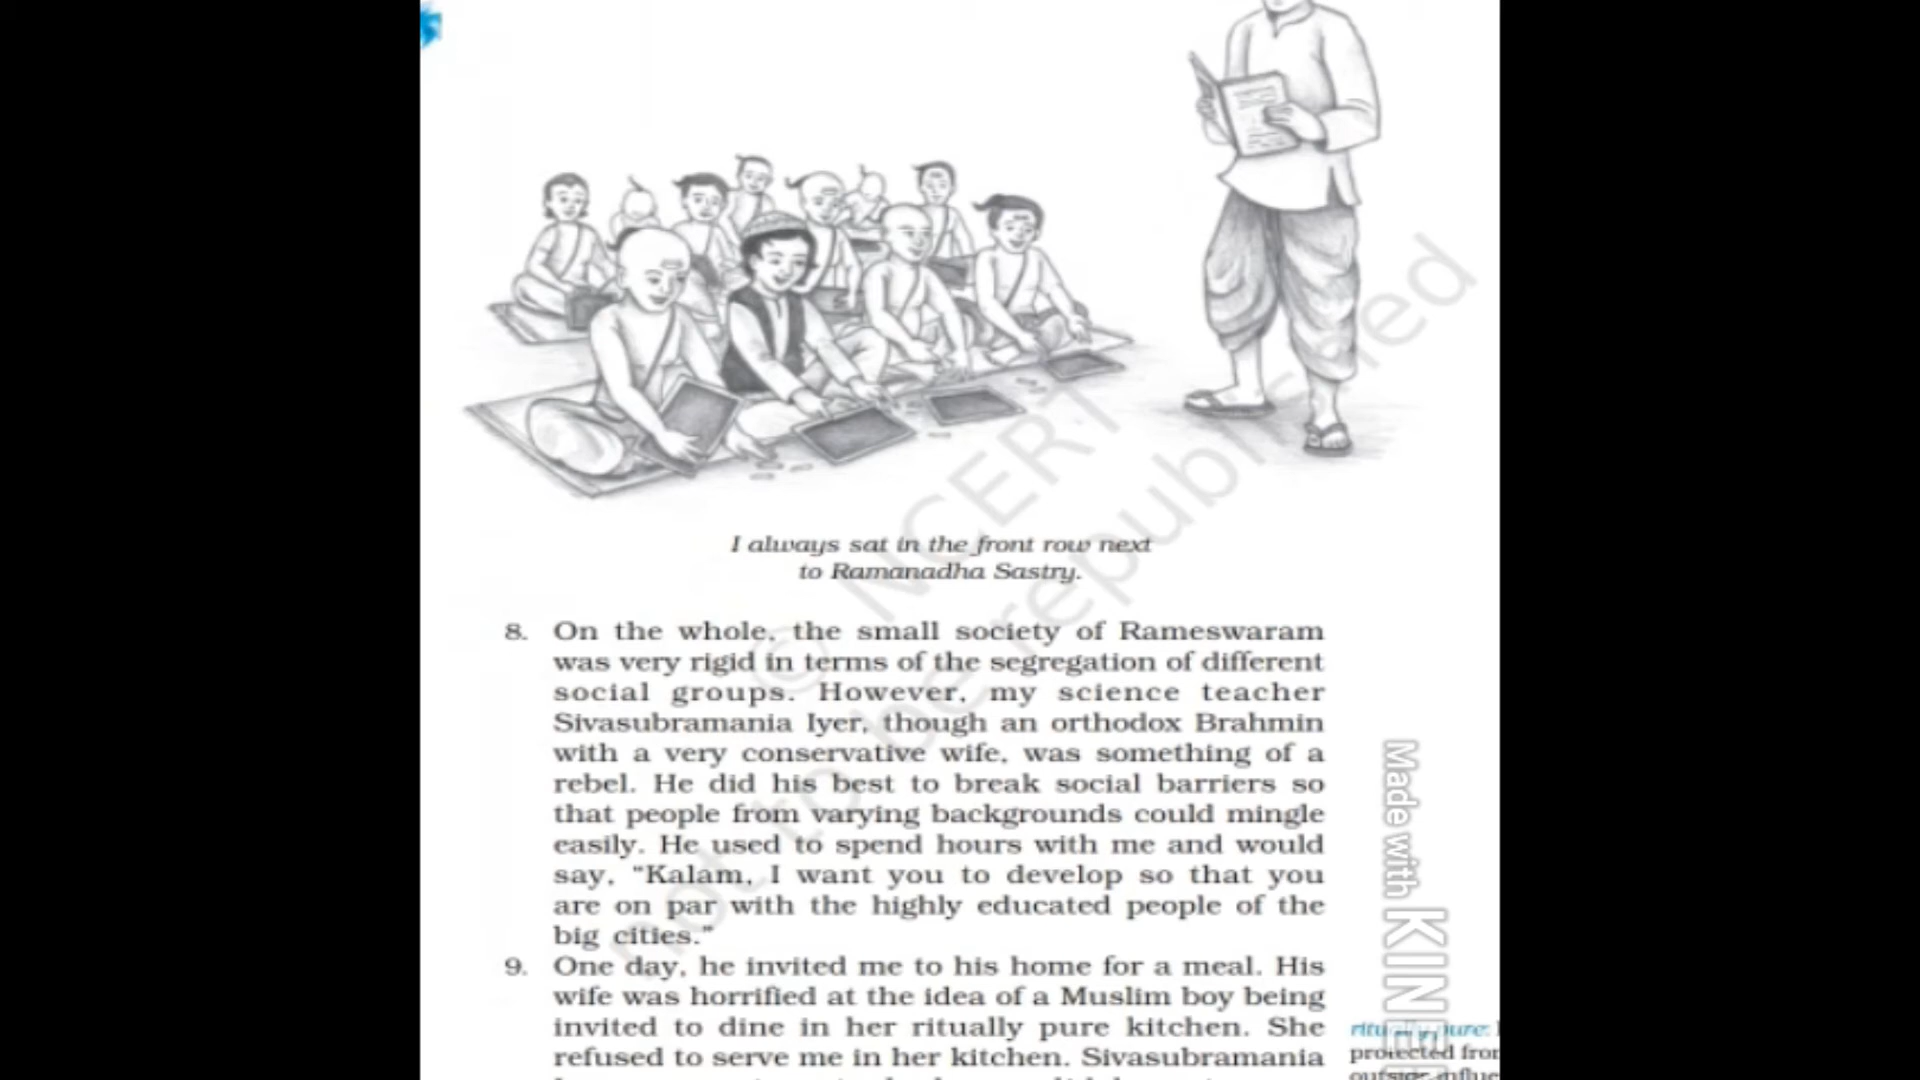 I always sat in the front row next
to Ramanadha Sastry.
8. On the whole, the small society of Rameswaram
was very rigid in terms of the segregation of different
social groups. However, my science teacher
Sivasubramania Iyer, though an orthodox Brahmin
with a very conservative wife, was something of a
rebel. He did his best to break social barriers so
that people from varying backgrounds could mingle
easily. He used to spend hours with me and would
say, “Kalam, I want you to develop so that you
are on par with the highly educated people of the
big cities.”
9. One day, he invited me to his home for a meal. His
wife was horrified at the idea of a Muslim boy being
invited to dine in her ritually pure kitchen. She
refused to serve me in her kitchen. Sivasubramania
ritually pure:
protected
outside
© NCERT
not to be republished
Made with